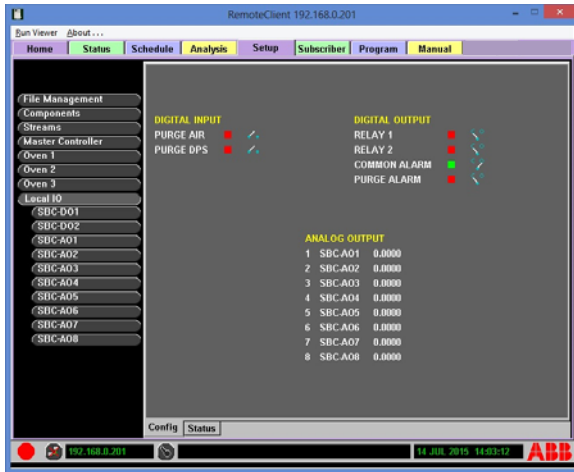 RemoteClient 192.168.0.201
Run Viewer About...
Home Status Schedule Analysis Setup Subscriber Program Manual
File Management
Components
Streams
Master Controller
Oven 1
Oven 2
Oven 3
Local IO
SBC-DO1
SBC-DO2
SBC-AO1
SBC-AO2
SBC-AO3
SBC-AO4
SBC-AO5
SBC-AO6
SBC-AO7
SBC-AO8
DIGITAL INPUT
PURGE AIR
PURGE DPS
DIGITAL OUTPUT
RELAY 1
RELAY 2
COMMON ALARM
PURGE ALARM
ANALOG OUTPUT
1 SBC-AO1 0.0000
2 SBC-AO2 0.0000
3 SBC-AO3 0.0000
4 SBC-AO4 0.0000
5 SBC-AO5 0.0000
6 SBC-AO6 0.0000
7 SBC-AO7 0.0000
8 SBC-AO8 0.0000
Config Status
192.168.0.201 14 JUL 2015 14:03:12 ABB